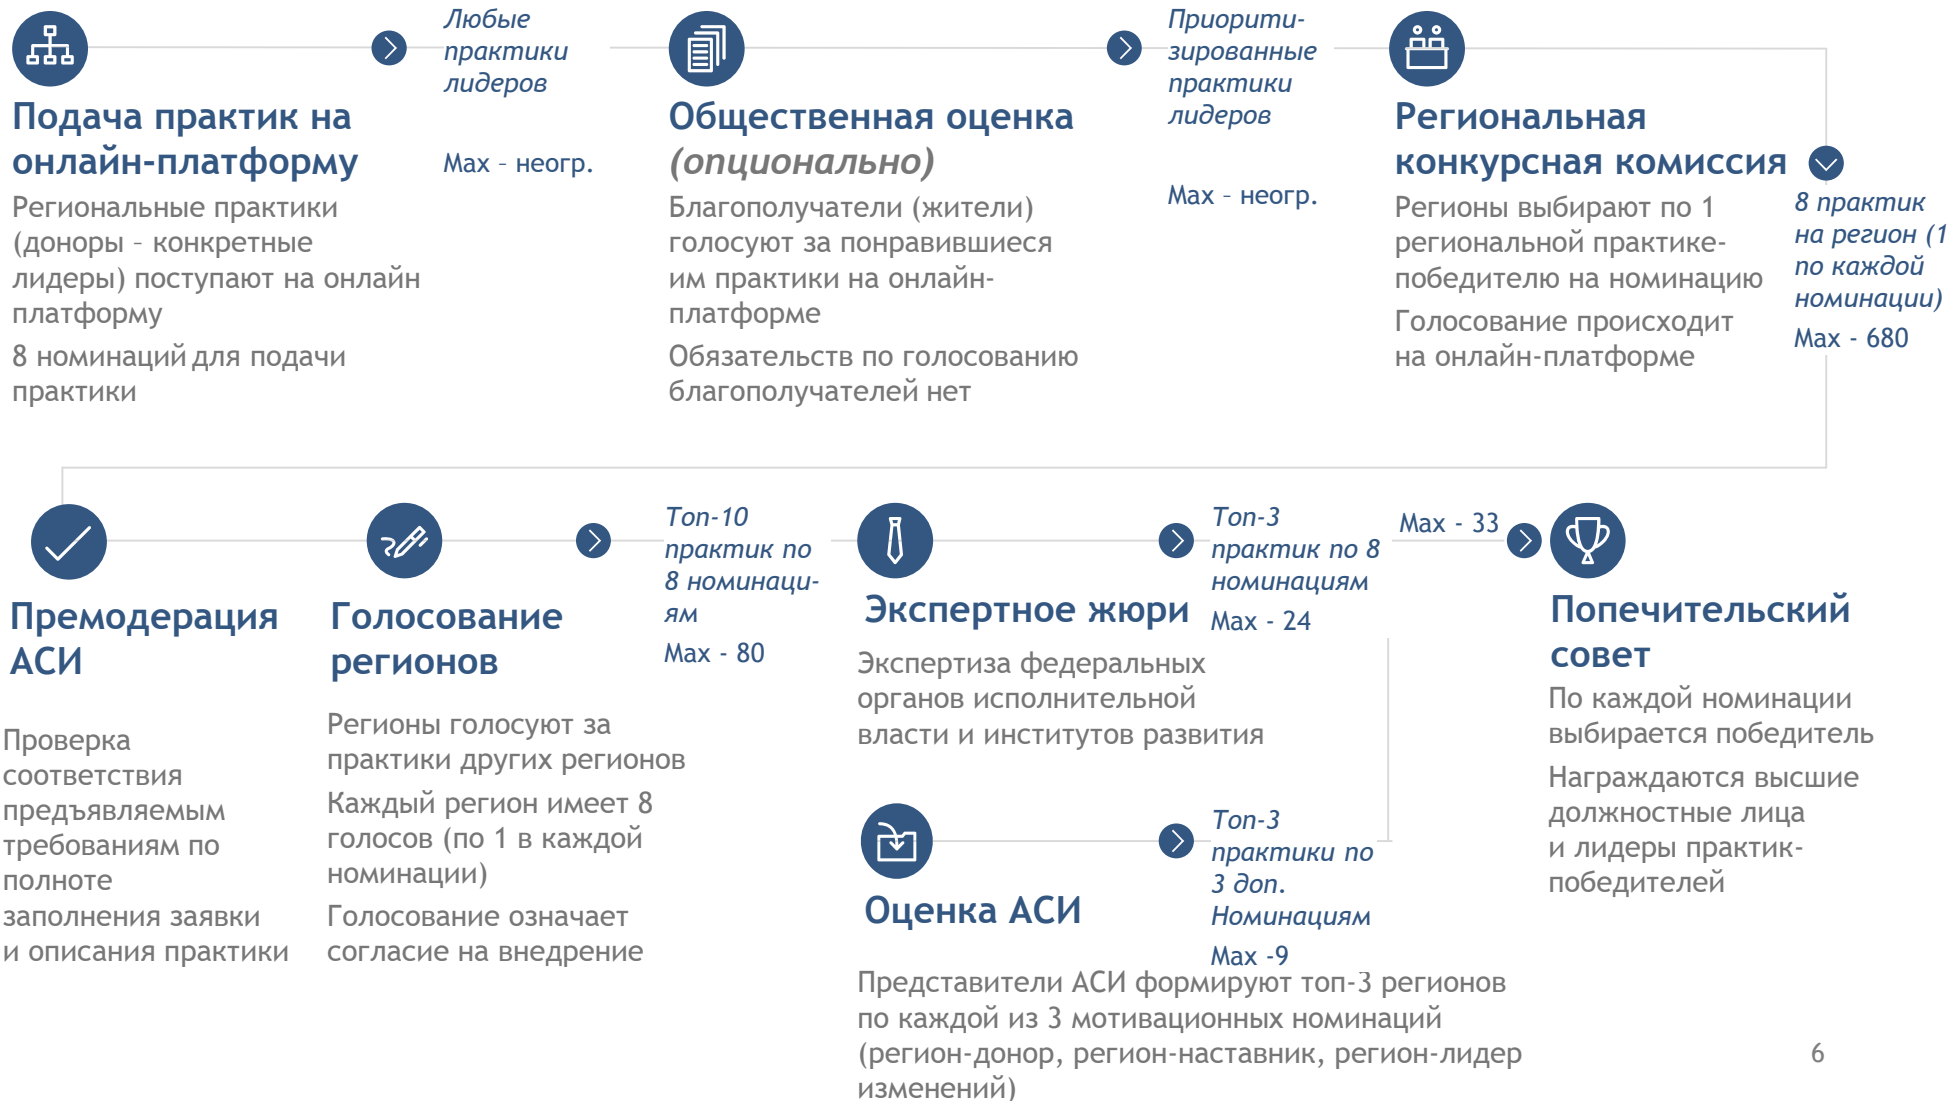 Подача практик на
онлайн-платформу
Региональные практики
(доноры – конкретные
лидеры) поступают на онлайн
платформу
8 номинаций для подачи
практики
Любые
практики
лидеров
Max – неогр.
Общественная оценка
(опционально)
Благополучатели (жители)
голосуют за понравившиеся
им практики на онлайн-
платформе
Обязательств по голосованию
благополучателей нет
Приорити-
зированные
практики
лидеров
Max – неогр.
Региональная
конкурсная комиссия
Регионы выбирают по 1
региональной практике-
победителю на номинацию
Голосование происходит
на онлайн-платформе
8 практик
на регион (1
по каждой
номинации)
Max - 680
Премодерация
АСИ
Проверка
соответствия
предъявляемым
требованиям по
полноте
заполнения заявки
и описания практики
Голосование
регионов
Регионы голосуют за
практики других регионов
Каждый регион имеет 8
голосов (по 1 в каждой
номинации)
Голосование означает
согласие на внедрение
Топ-10
практик по
8 номинаци-
ям
Max - 80
Экспертное жюри
Экспертиза федеральных
органов исполнительной
власти и институтов развития
Топ-3
практик по 8
номинациям
Max - 24
Оценка АСИ
Топ-3
практики по
3 доп.
Номинациям
Max -9
Представители АСИ формируют топ-3 регионов
по каждой из 3 мотивационных номинаций
(регион-донор, регион-наставник, регион-лидер
изменений)
Max - 33
Попечительский
совет
По каждой номинации
выбирается победитель
Награждаются высшие
должностные лица
и лидеры практик-
победителей
6